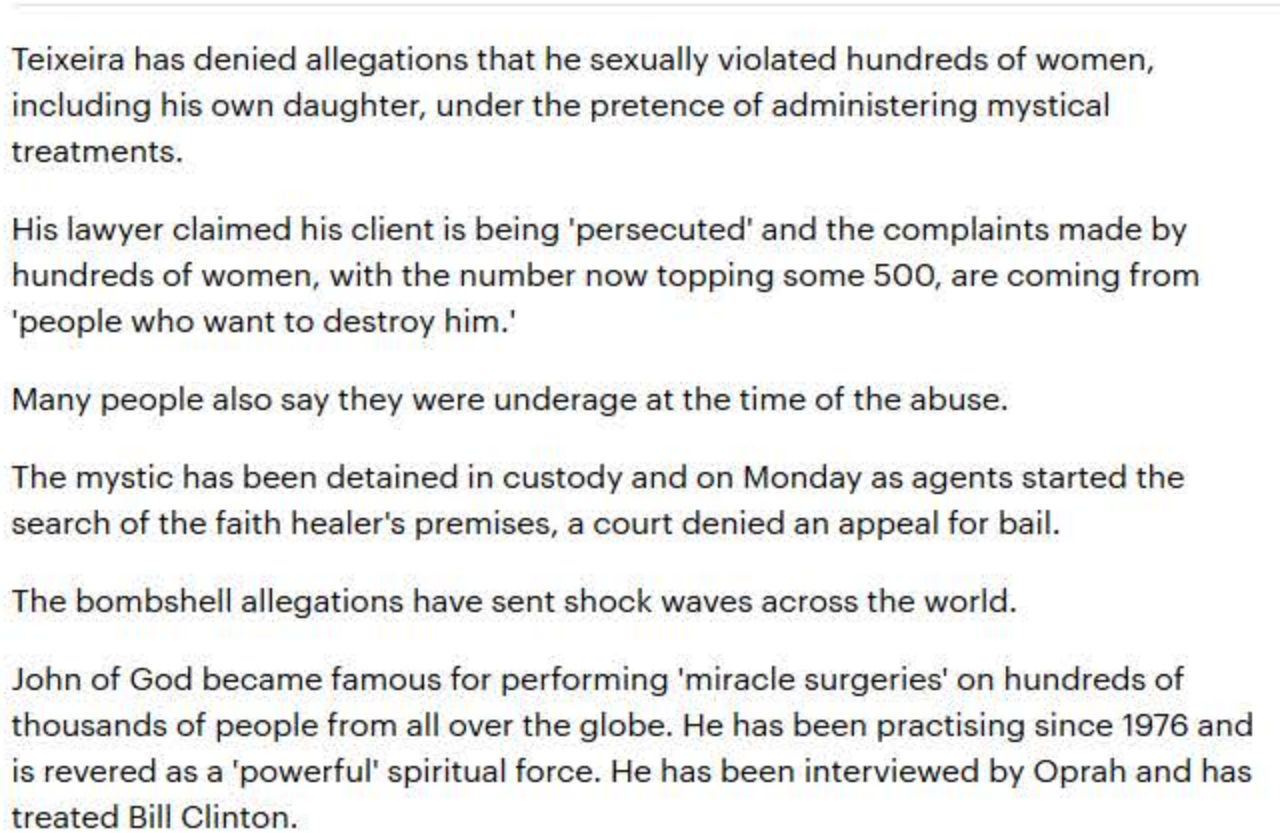 Teixeira has denied allegations that he sexually violated hundreds of women,
including his own daughter, under the pretence of administering mystical
treatments.
His lawyer claimed his client is being 'persecuted' and the complaints made by
hundreds of women, with the number now topping some 500, are coming from
'people who want to destroy him.'
Many people also say they were underage at the time of the abuse.
The mystic has been detained in custody and on Monday as agents started the
search of the faith healer's premises, a court denied an appeal for bail.
The bombshell allegations have sent shock waves across the world.
John of God became famous for performing 'miracle surgeries' on hundreds of
thousands of people from all over the globe. He has been practising since 1976 and
is revered as a 'powerful' spiritual force. He has been interviewed by Oprah and has
treated Bill Clinton.